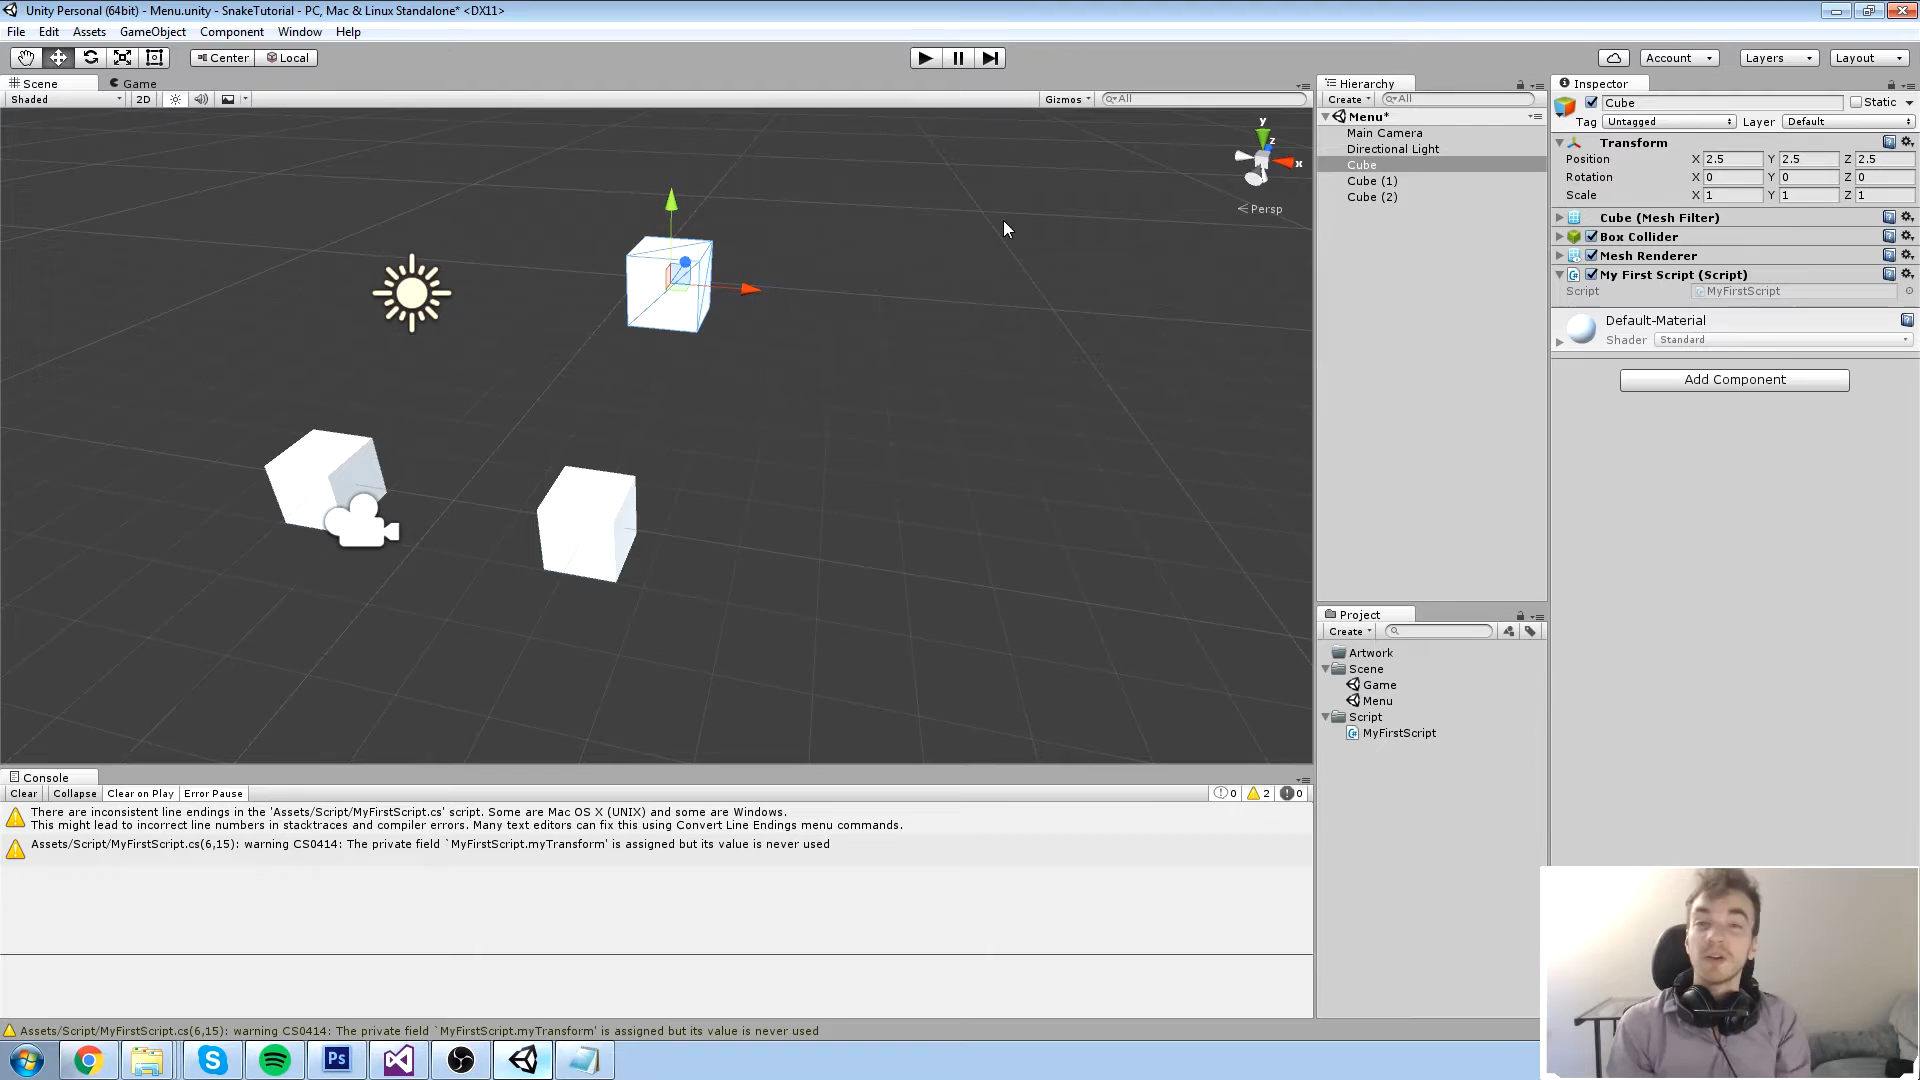 Unity Personal (64bit) - Menu.unity - SnakeTutorial - PC, Mac & Linux Standalone* <DX11>
File Edit Assets GameObject Component Window Help
Center Local Account Layers Layout
Scene Game
Shaded 2D Gizmos All
y
z
x
Persp
Hierarchy
Create All
Menu*
Main Camera
Directional Light
Cube
Cube (1)
Cube (2)
Inspector
Cube Static
Tag Untagged Layer Default
Transform
Position X 2.5 Y 2.5 Z 2.5
Rotation X 0 Y 0 Z 0
Scale X 1 Y 1 Z 1
Cube (Mesh Filter)
Box Collider
Mesh Renderer
My First Script (Script)
Script MyFirstScript
Default-Material
Shader Standard
Add Component
Project
Create
Artwork
Scene
Game
Menu
Script
MyFirstScript
Console
Clear Collapse Clear on Play Error Pause 0 2 0
There are inconsistent line endings in the 'Assets/Script/MyFirstScript.cs' script. Some are Mac OS X (UNIX) and some are Windows.
This might lead to incorrect line numbers in stacktraces and compiler errors. Many text editors can fix this using Convert Line Endings menu commands.
Assets/Script/MyFirstScript.cs(6,15): warning CS0414: The private field `MyFirstScript.myTransform' is assigned but its value is never used
Assets/Script/MyFirstScript.cs(6,15): warning CS0414: The private field `MyFirstScript.myTransform' is assigned but its value is never used
Ps